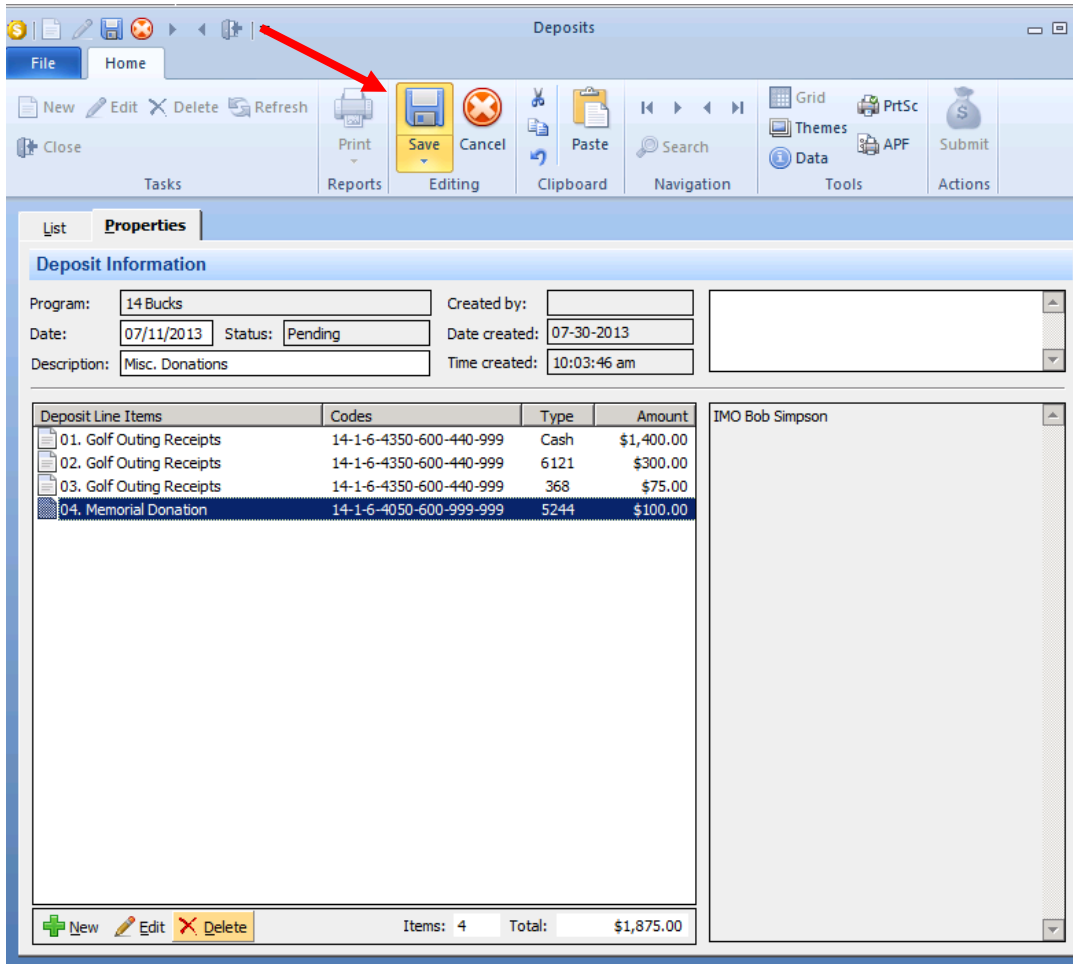 Deposits
File Home
New Edit Delete Refresh
Close
Print
Save
Cancel
Paste
Search
Grid
Themes
Data
PrtSc
APF
Submit
Tasks Reports Editing Clipboard Navigation Tools Actions
List Properties
Deposit Information
Program: 14 Bucks Created by:
Date: 07/11/2013 Status: Pending Date created: 07-30-2013
Description: Misc. Donations Time created: 10:03:46 am
Deposit Line Items Codes Type Amount IMO Bob Simpson
01. Golf Outing Receipts 14-1-6-4350-600-440-999 Cash $1,400.00
02. Golf Outing Receipts 14-1-6-4350-600-440-999 6121 $300.00
03. Golf Outing Receipts 14-1-6-4350-600-440-999 368 $75.00
04. Memorial Donation 14-1-6-4050-600-999-999 5244 $100.00
New Edit Delete Items: 4 Total: $1,875.00